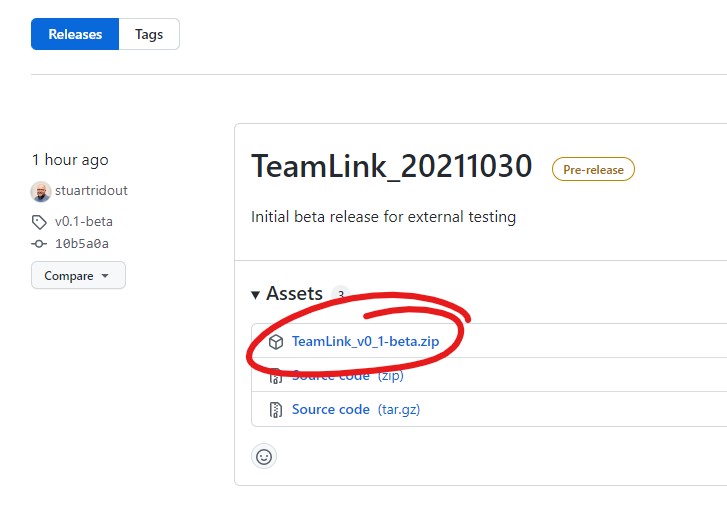 Releases Tags
1 hour ago
stuartridout
v0.1-beta
10b5a0a
Compare
TeamLink_20211030 Pre-release
Initial beta release for external testing
Assets 3
TeamLink_v0_1-beta.zip
Source code (zip)
Source code (tar.gz)